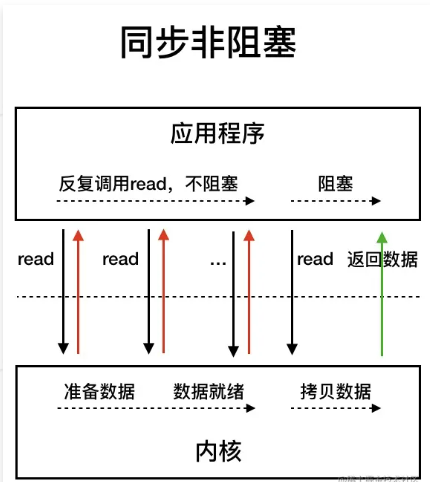 同步非阻塞
应用程序
反复调用read，不阻塞 阻塞
read read ... read 返回数据
准备数据 数据就绪 拷贝数据
内核